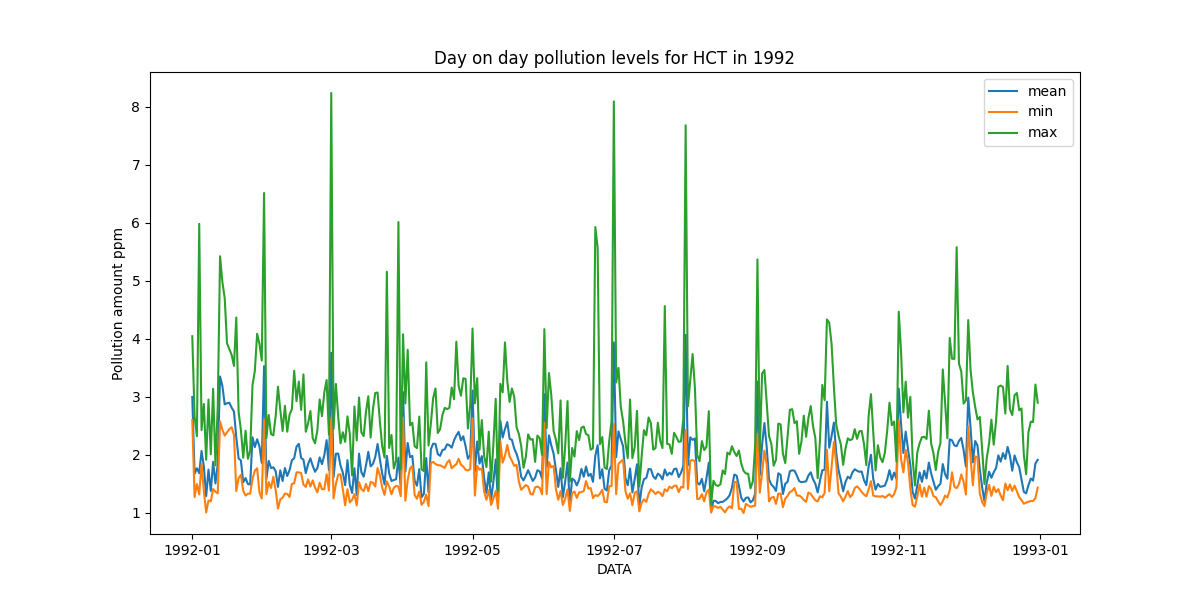 Day on day pollution levels for HCT in 1992
mean
min
max
Pollution amount ppm
8
7
6
5
4
3
2
1
1992-01
1992-03
1992-05
1992-07
1992-09
1992-11
1993-01
DATA